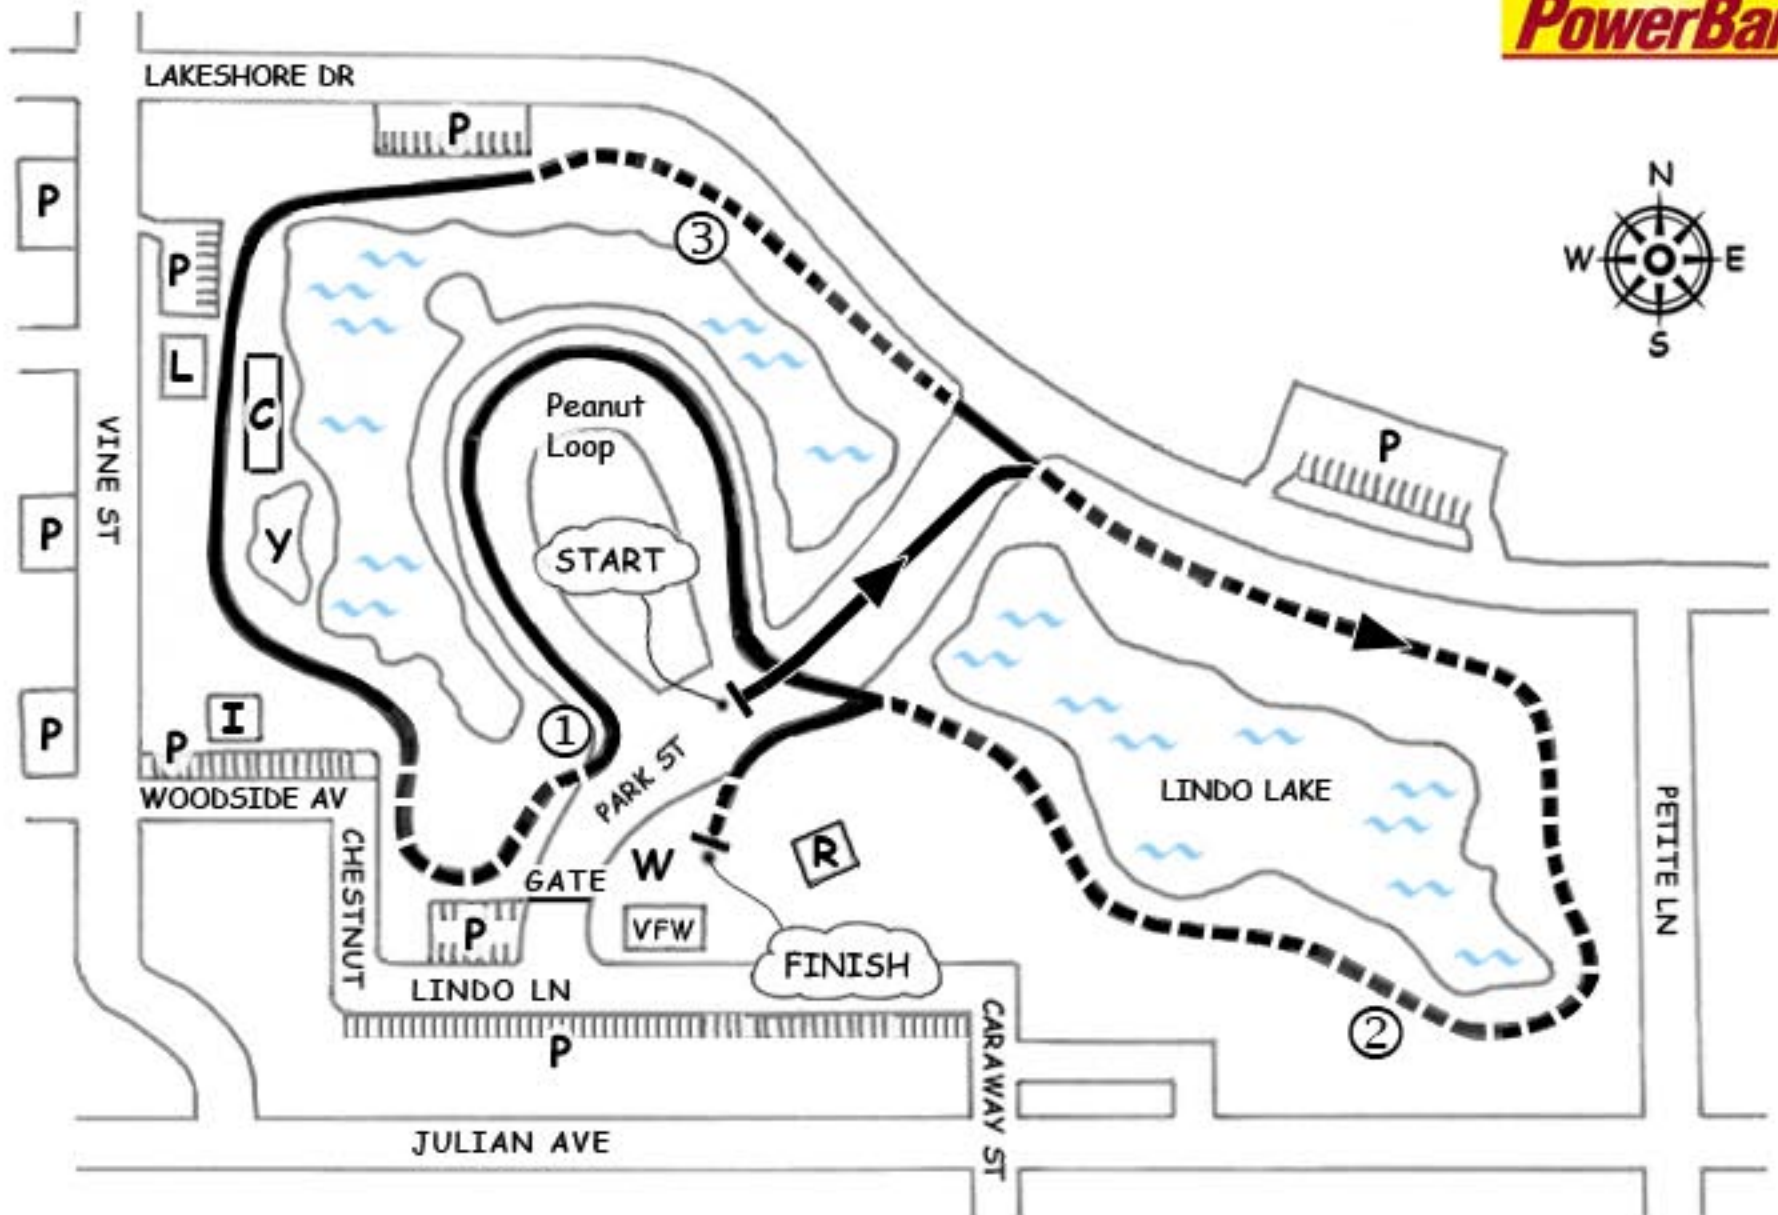 PowerBar
LAKESHORE DR
P
P
N
W
E
S
3
P
L
C
Peanut
Loop
P
VINE ST
START
P
Y
LINDO LAKE
PETITE LN
1
PARK ST
I
P
P
WOODSIDE AV
CHESTNUT
GATE
W
R
P
VFW
FINISH
LINDO LN
P
2
CARAWAY ST
JULIAN AVE